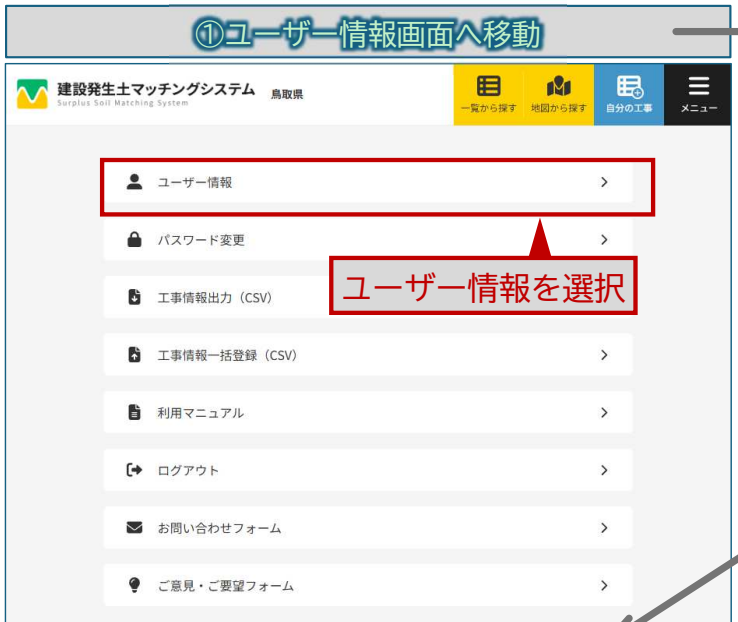 ①ユーザー情報画面へ移動
建設発生土マッチングシステム 鳥取県
Surplus Soil Matching System
一覧から探す 地図から探す 自分の工事 メニュー
ユーザー情報
パスワード変更
ユーザー情報を選択
工事情報出力（CSV）
工事情報一括登録（CSV）
利用マニュアル
ログアウト
お問い合わせフォーム
ご意見・ご要望フォーム